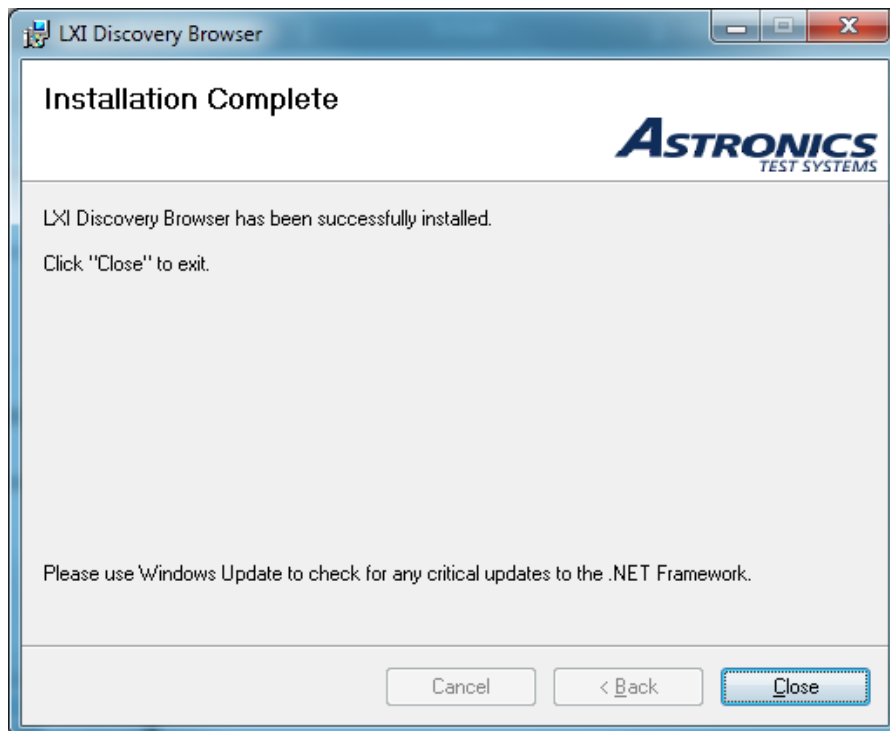 LXI Discovery Browser
Installation Complete
ASTRONICS
TEST SYSTEMS
LXI Discovery Browser has been successfully installed.
Click "Close" to exit.
Please use Windows Update to check for any critical updates to the .NET Framework.
Cancel
< Back
Close